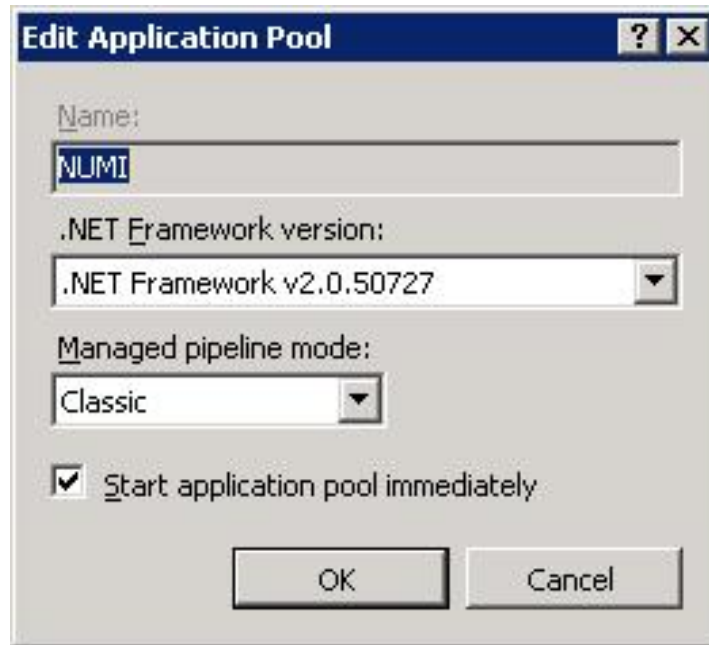 Edit Application Pool
Name:
NUMI
.NET Framework version:
.NET Framework v2.0.50727
Managed pipeline mode:
Classic
Start application pool immediately
OK Cancel